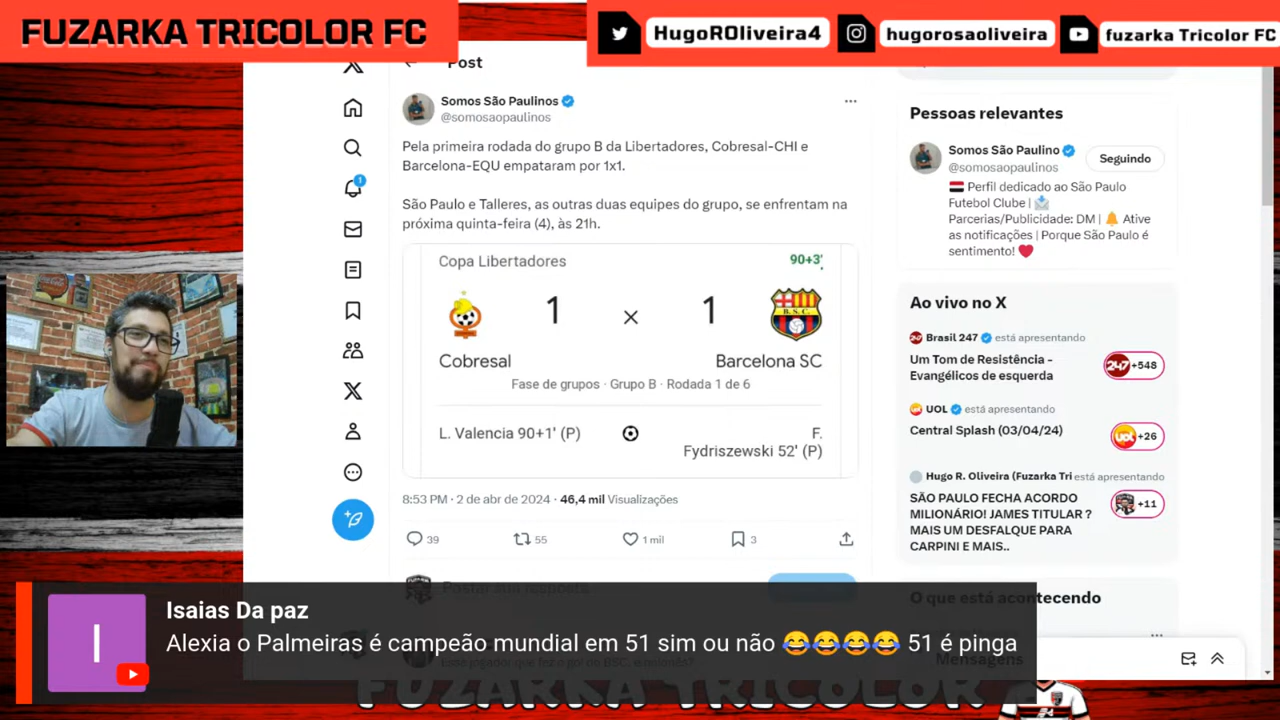 FUZARKA TRICOLOR FC
HugoROliveira4
hugorosaoliveira
fuzarka Tricolor FC
Post
Somos São Paulinos
@somosaopaulinos
Pela primeira rodada do grupo B da Libertadores, Cobresal-CHI e
Barcelona-EQU empataram por 1x1.
São Paulo e Talleres, as outras duas equipes do grupo, se enfrentam na
próxima quinta-feira (4), às 21h.
Copa Libertadores
90+3'
1 × 1
Cobresal
Barcelona SC
Fase de grupos · Grupo B · Rodada 1 de 6
L. Valencia 90+1' (P)
F.
Fydriszewski 52' (P)
8:53 PM · 2 de abr de 2024 · 46,4 mil Visualizações
39
55
1 mil
3
Postar sua resposta
Pessoas relevantes
Somos São Paulino
@somosaopaulinos
Seguindo
Perfil dedicado ao São Paulo
Futebol Clube | 📩
Parcerias/Publicidade: DM | 🔔 Ative
as notificações | Porque São Paulo é
sentimento! ❤️
Ao vivo no X
Brasil 247 está apresentando
Um Tom de Resistência -
Evangélicos de esquerda
247
+548
UOL está apresentando
Central Splash (03/04/24)
UOL
+26
Hugo R. Oliveira (Fuzarka Tri está apresentando
SÃO PAULO FECHA ACORDO
MILIONÁRIO! JAMES TITULAR ?
MAIS UM DESFALQUE PARA
CARPINI E MAIS..
+11
O que está acontecendo
Mensagens
I
Isaias Da paz
Alexia o Palmeiras é campeão mundial em 51 sim ou não 😂😂😂😂 51 é pinga
FUZARKA TRICOLOR